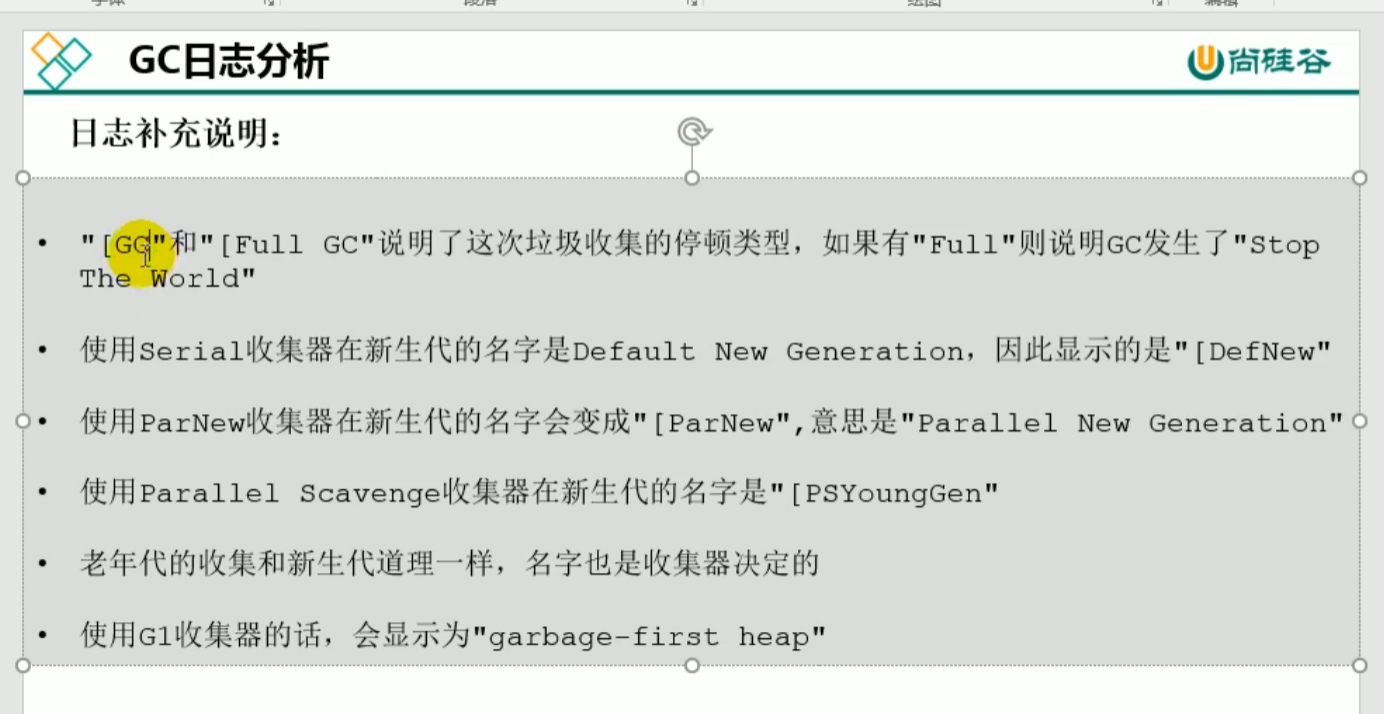 GC日志分析
尚硅谷
日志补充说明：
• "[GC"和"[Full GC"说明了这次垃圾收集的停顿类型，如果有"Full"则说明GC发生了"Stop
The World"
• 使用Serial收集器在新生代的名字是Default New Generation，因此显示的是"[DefNew"
• 使用ParNew收集器在新生代的名字会变成"[ParNew",意思是"Parallel New Generation"
• 使用Parallel Scavenge收集器在新生代的名字是"[PSYoungGen"
• 老年代的收集和新生代道理一样，名字也是收集器决定的
• 使用G1收集器的话，会显示为"garbage-first heap"